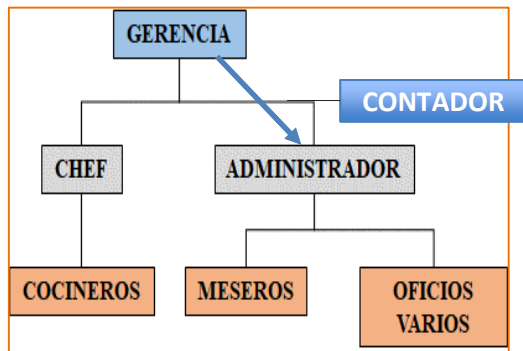 GERENCIA
CONTADOR
CHEF
ADMINISTRADOR
COCINEROS
MESEROS
OFICIOS
VARIOS